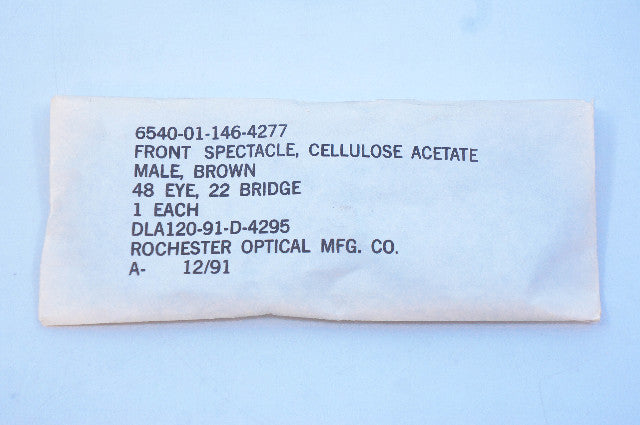 6540-01-146-4277
FRONT SPECTACLE, CELLULOSE ACETATE
MALE, BROWN
48 EYE, 22 BRIDGE
1 EACH
DLA120-91-D-4295
ROCHESTER OPTICAL MFG. CO.
A- 12/91